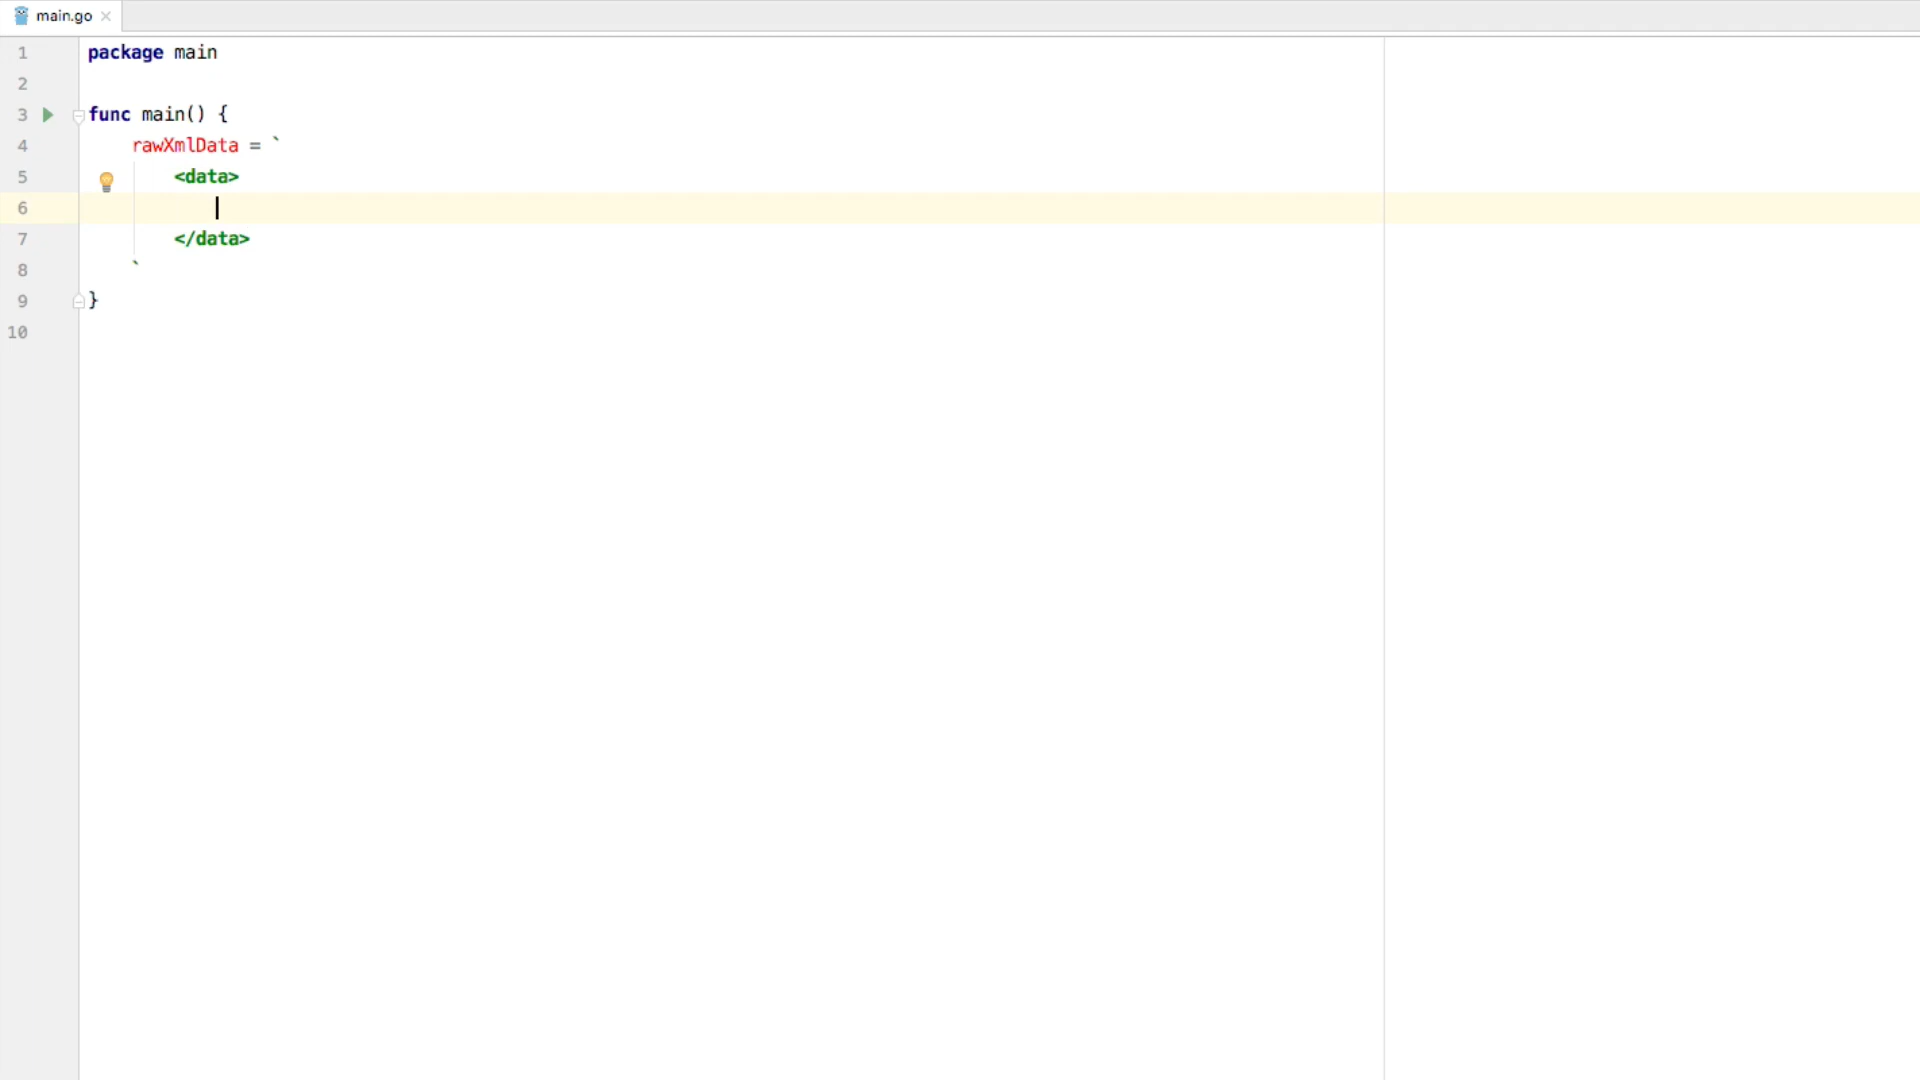 main.go
1 package main
2
3 func main() {
4 rawXmlData = `
5 <data>
6
7 </data>
8 `
9 }
10